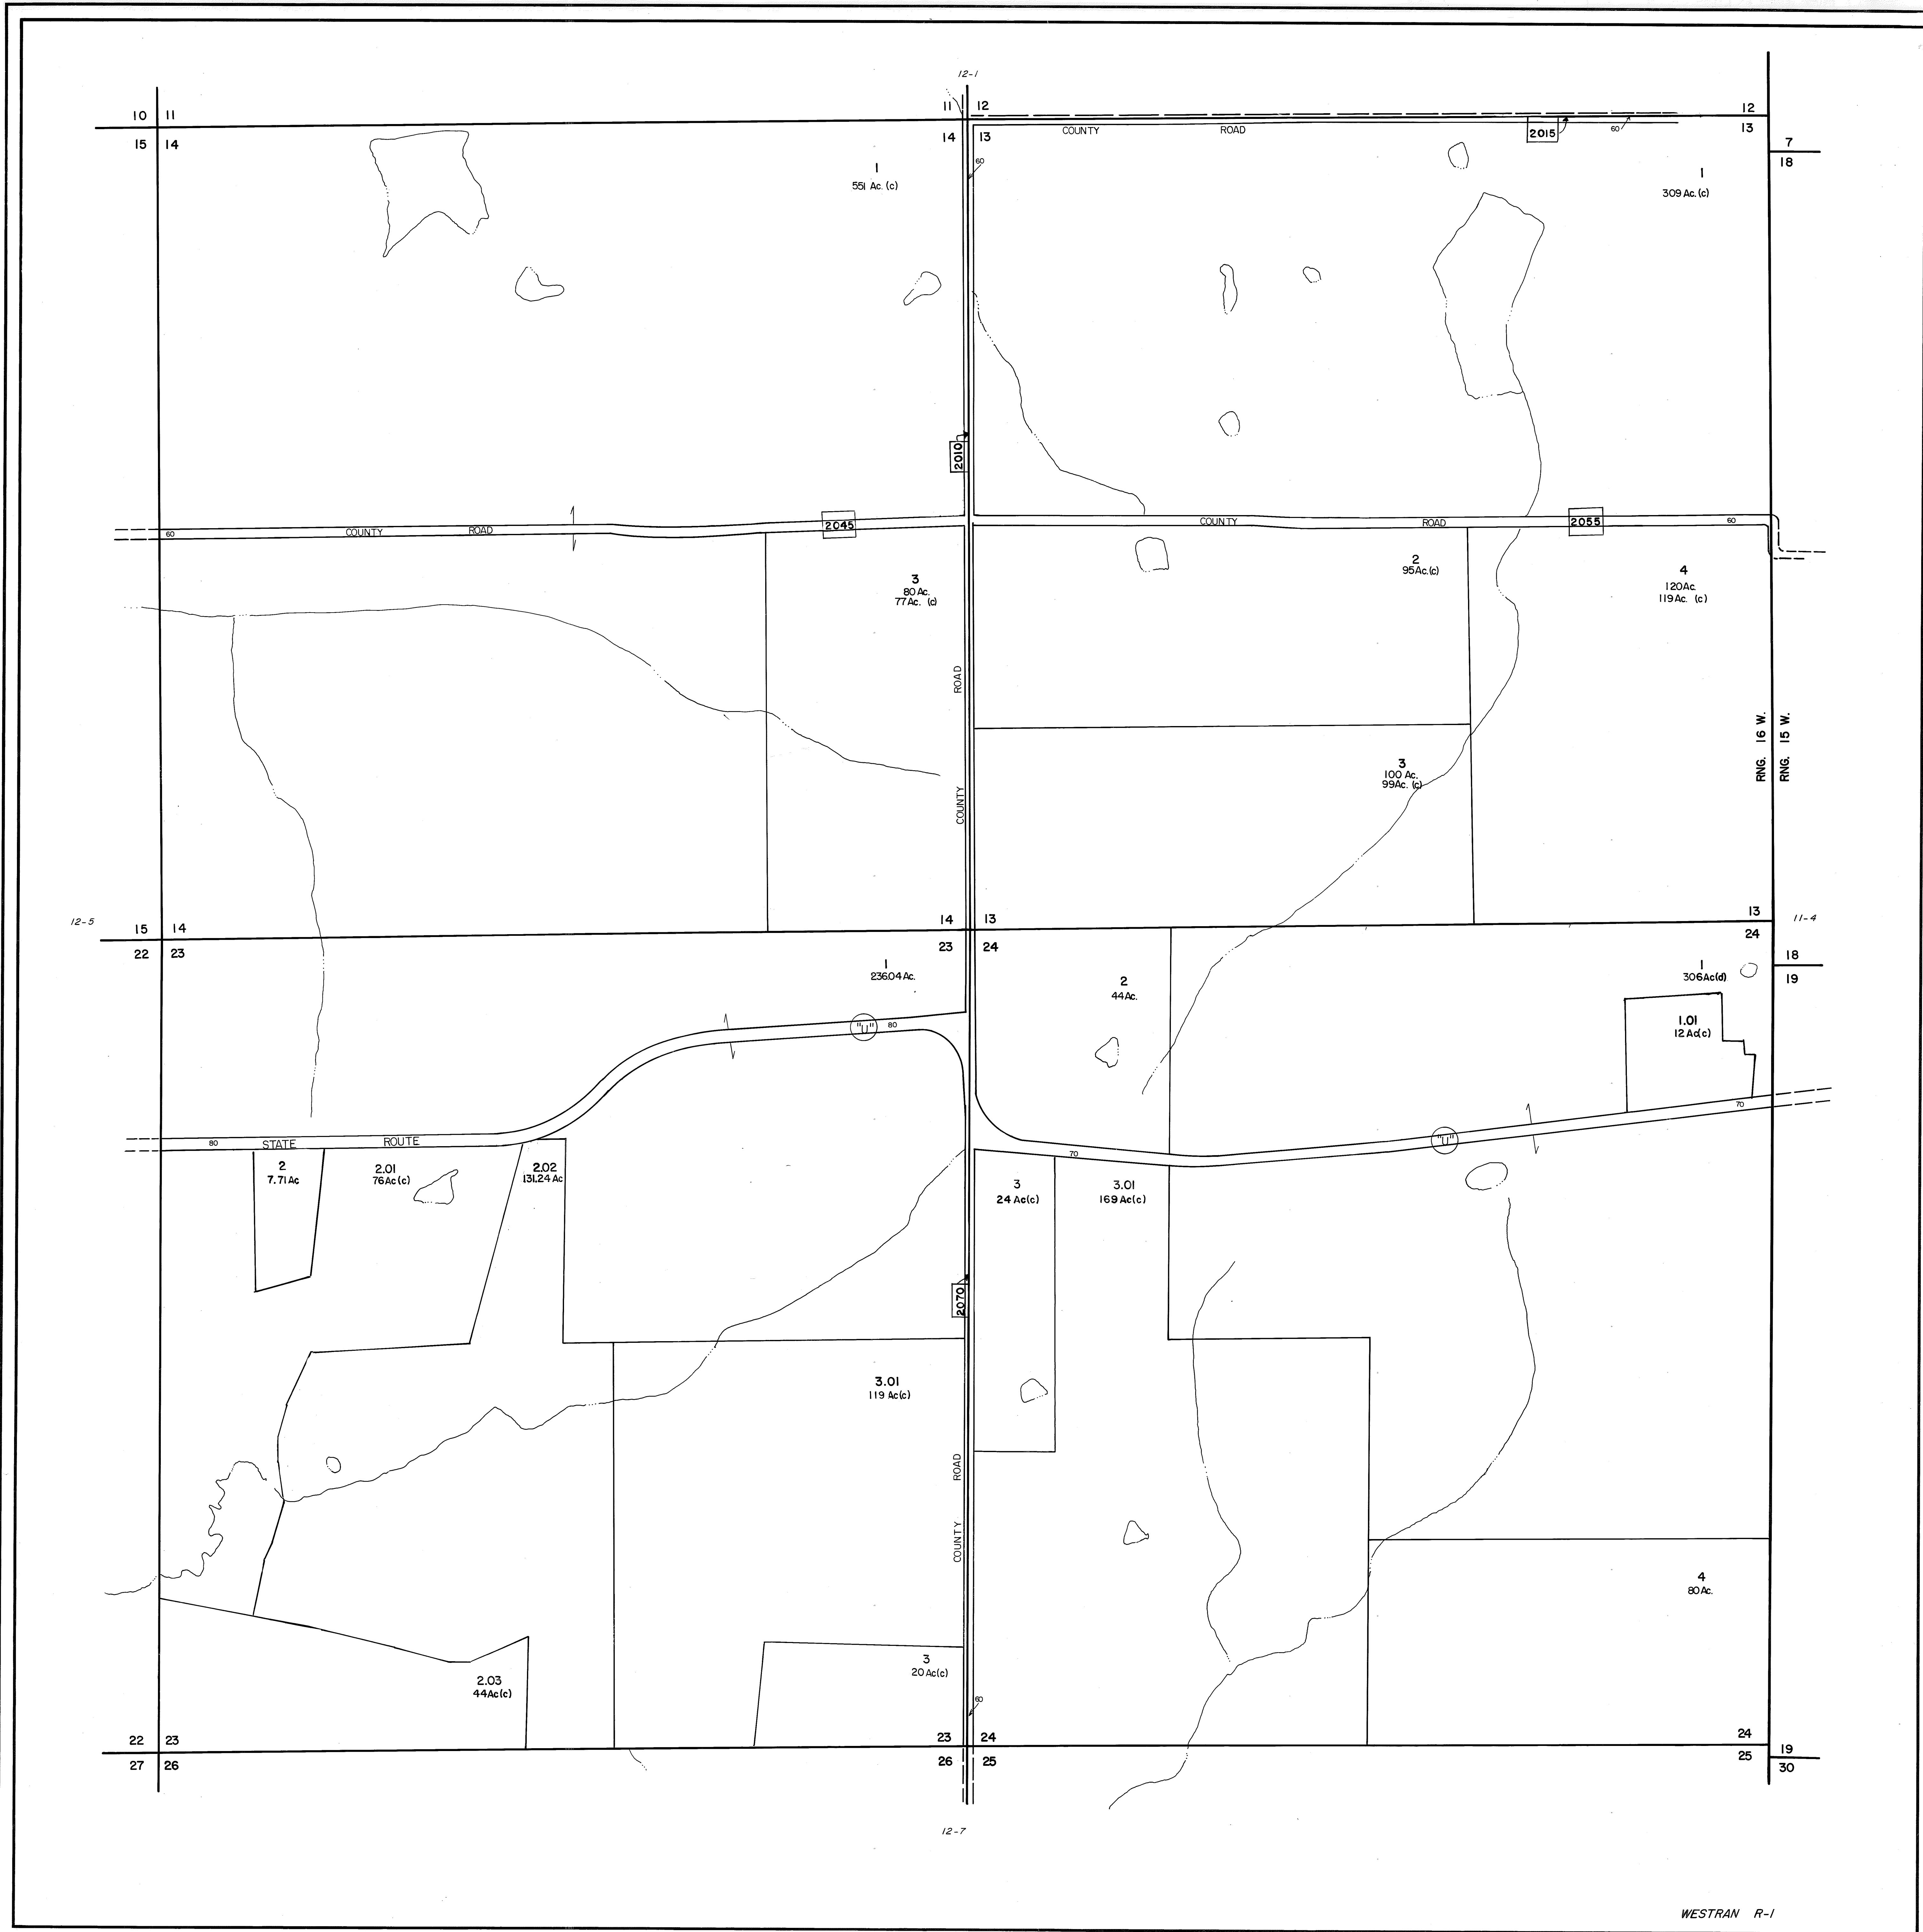 12-1
10 11
11 12
12
15 14
14 13
13
COUNTY ROAD
2015
60
7
18
60
1
551 Ac. (c)
1
309 Ac. (c)
2010
60
COUNTY ROAD
2045
COUNTY ROAD
2055
60
3
80 Ac.
77 Ac. (c)
2
95 Ac. (c)
4
120 Ac.
119 Ac. (c)
COUNTY ROAD
3
100 Ac.
99 Ac. (c)
RNG. 16 W.
RNG. 15 W.
12-5
15 14
14 13
13
11-4
22 23
23 24
24
18
19
1
236.04 Ac.
2
44 Ac.
1
306 Ac(d)
1.01
12 Ac(c)
"U"
80
80
STATE ROUTE
70
"U"
70
2
7.71 Ac
2.01
76 Ac (c)
2.02
131.24 Ac
3
24 Ac(c)
3.01
169 Ac(c)
2070
3.01
119 Ac(c)
COUNTY ROAD
4
80 Ac.
3
20 Ac(c)
2.03
44 Ac(c)
60
22 23
23 24
24
27 26
26 25
25
19
30
12-7
WESTRAN R-1